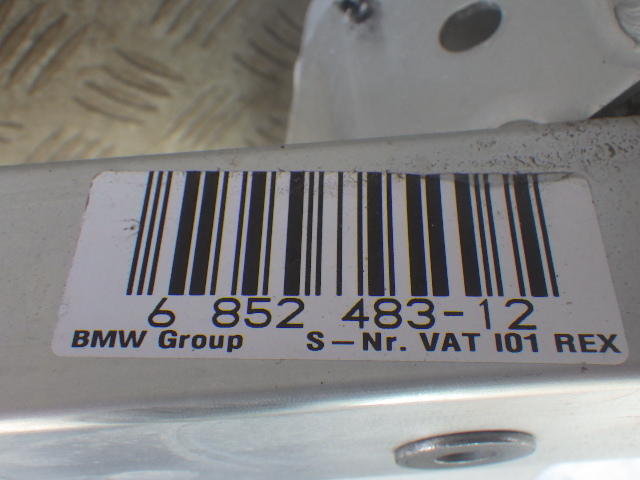 6 852 483-12
BMW Group S-Nr. VAT I01 REX